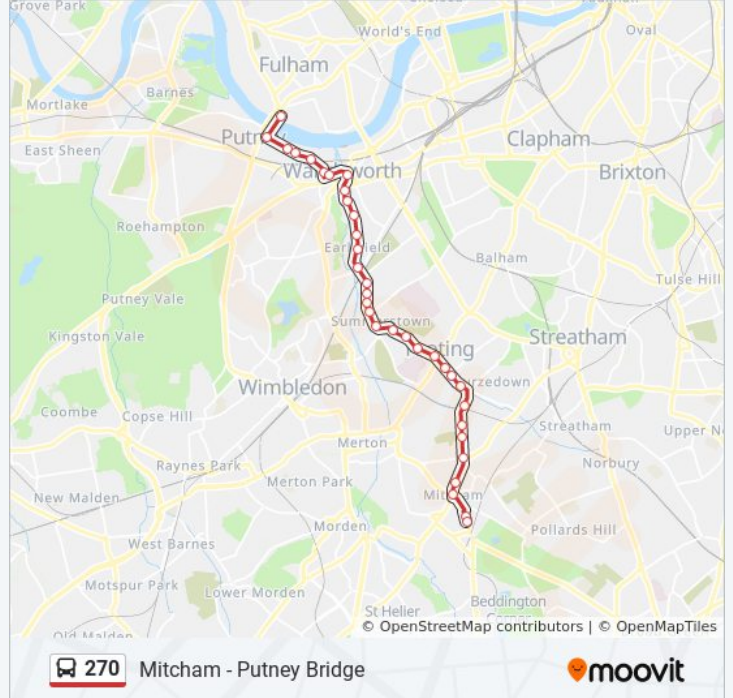 Grove Park
World's End
Oval
Fulham
Barnes
Mortlake
Putney
East Sheen
Clapham
Wandsworth
Brixton
Roehampton
Earlsfield
Balham
Tulse Hill
Putney Vale
Summerstown
Kingston Vale
Streatham
Tooting
Wimbledon
Furzedown
Coombe
Copse Hill
Streatham
Upper No
Merton
Raynes Park
Norbury
Merton Park
New Malden
Mitcham
Morden
Pollards Hill
West Barnes
Motspur Park
Lower Morden
St Helier
Beddington
Corner
Old Malden
© OpenStreetMap contributors | © OpenMapTiles
270 Mitcham - Putney Bridge moovit